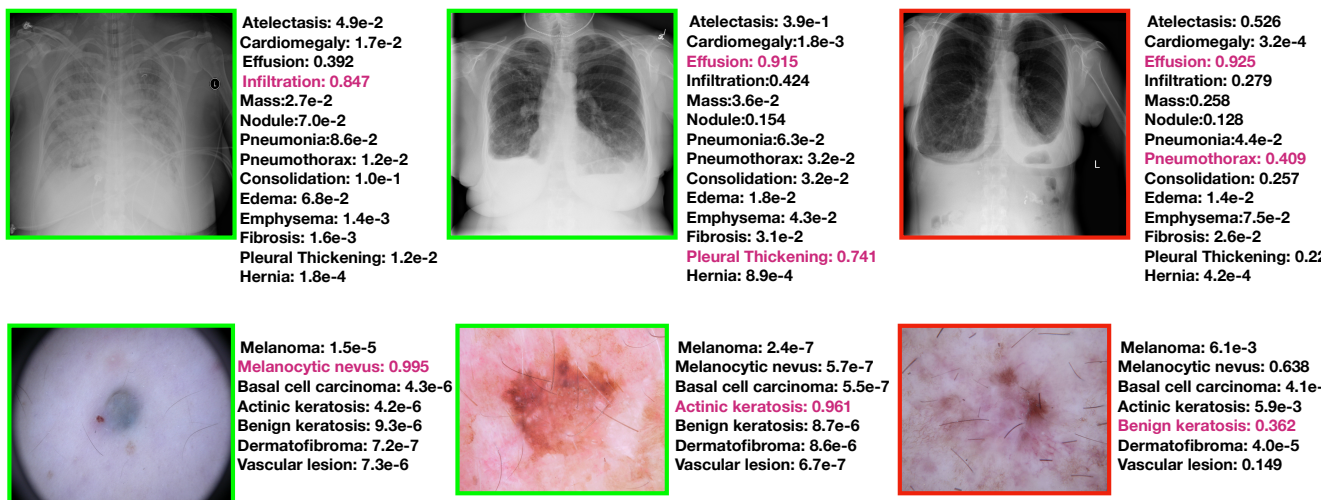 Atelectasis: 4.9e-2
Cardiomegaly: 1.7e-2
Effusion: 0.392
Infiltration: 0.847
Mass:2.7e-2
Nodule:7.0e-2
Pneumonia:8.6e-2
Pneumothorax: 1.2e-2
Consolidation: 1.0e-1
Edema: 6.8e-2
Emphysema: 1.4e-3
Fibrosis: 1.6e-3
Pleural Thickening: 1.2e-2
Hernia: 1.8e-4
Atelectasis: 3.9e-1
Cardiomegaly:1.8e-3
Effusion: 0.915
Infiltration:0.424
Mass:3.6e-2
Nodule:0.154
Pneumonia:6.3e-2
Pneumothorax: 3.2e-2
Consolidation: 3.2e-2
Edema: 1.8e-2
Emphysema: 4.3e-2
Fibrosis: 3.1e-2
Pleural Thickening: 0.741
Hernia: 8.9e-4
L
Atelectasis: 0.526
Cardiomegaly: 3.2e-4
Effusion: 0.925
Infiltration: 0.279
Mass:0.258
Nodule:0.128
Pneumonia:4.4e-2
Pneumothorax: 0.409
Consolidation: 0.257
Edema: 1.4e-2
Emphysema:7.5e-2
Fibrosis: 2.6e-2
Pleural Thickening: 0.22
Hernia: 4.2e-4
Melanoma: 1.5e-5
Melanocytic nevus: 0.995
Basal cell carcinoma: 4.3e-6
Actinic keratosis: 4.2e-6
Benign keratosis: 9.3e-6
Dermatofibroma: 7.2e-7
Vascular lesion: 7.3e-6
Melanoma: 2.4e-7
Melanocytic nevus: 5.7e-7
Basal cell carcinoma: 5.5e-7
Actinic keratosis: 0.961
Benign keratosis: 8.7e-6
Dermatofibroma: 8.6e-6
Vascular lesion: 6.7e-7
Melanoma: 6.1e-3
Melanocytic nevus: 0.638
Basal cell carcinoma: 4.1e-
Actinic keratosis: 5.9e-3
Benign keratosis: 0.362
Dermatofibroma: 4.0e-5
Vascular lesion: 0.149